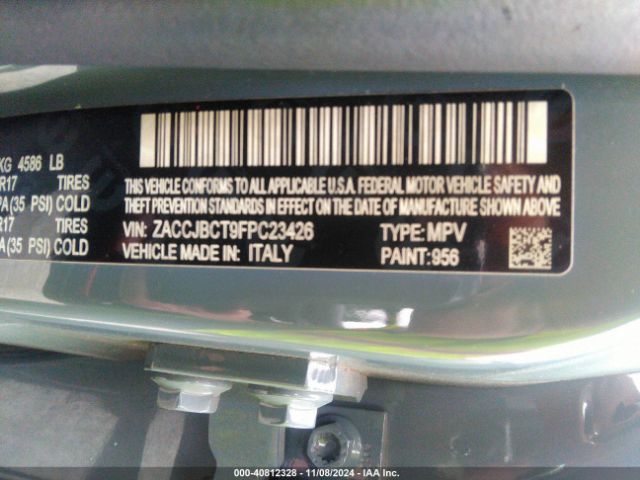 KG 4586 LB
R17 TIRES
PA(35 PSI) COLD
R17 TIRES
A(35 PSI) COLD
THIS VEHICLE CONFORMS TO ALL APPLICABLE U.S.A. FEDERAL MOTOR VEHICLE SAFETY AND
THEFT PREVENTION STANDARDS IN EFFECT ON THE DATE OF MANUFACTURE SHOWN ABOVE
VIN: ZACCJBCT9FPC23426 TYPE: MPV
VEHICLE MADE IN ITALY PAINT: 956
000-40812328 - 11/08/2024 - IAA Inc.